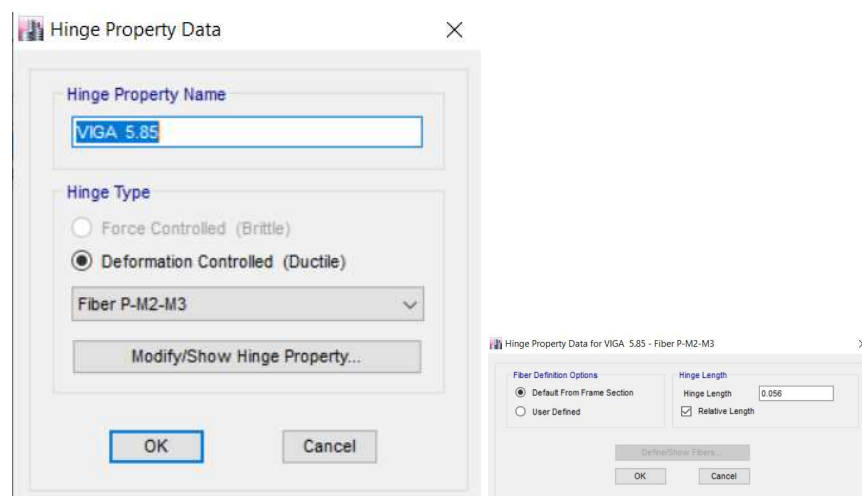 Hinge Property Data
Hinge Property Name
VIGA 5.85
Hinge Type
Force Controlled (Brittle)
Deformation Controlled (Ductile)
Fiber P-M2-M3
Modify/Show Hinge Property...
OK Cancel
Hinge Property Data for VIGA 5.85 - Fiber P-M2-M3
Fiber Definition Options
Default From Frame Section
User Defined
Hinge Length
Hinge Length 0.056
Relative Length
Define/Show Fibers...
OK Cancel